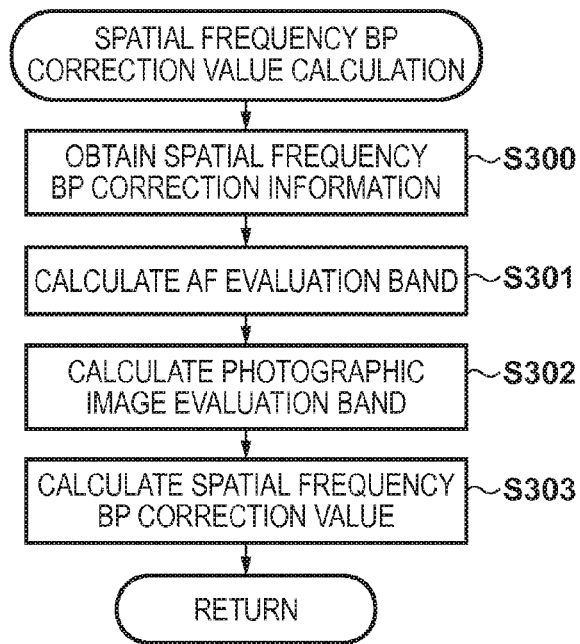 SPATIAL FREQUENCY BP
CORRECTION VALUE CALCULATION
OBTAIN SPATIAL FREQUENCY
BP CORRECTION INFORMATION
S300
CALCULATE AF EVALUATION BAND
S301
CALCULATE PHOTOGRAPHIC
IMAGE EVALUATION BAND
S302
CALCULATE SPATIAL FREQUENCY
BP CORRECTION VALUE
S303
RETURN